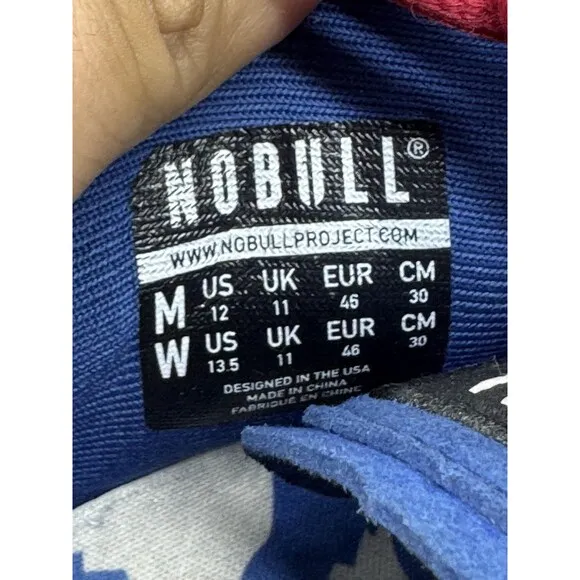 NOBULL®
WWW.NOBULLPROJECT.COM
M US UK EUR CM
12 11 46 30
W US UK EUR CM
13.5 11 46 30
DESIGNED IN THE USA
MADE IN CHINA
FABRIQUÉ EN CHINE